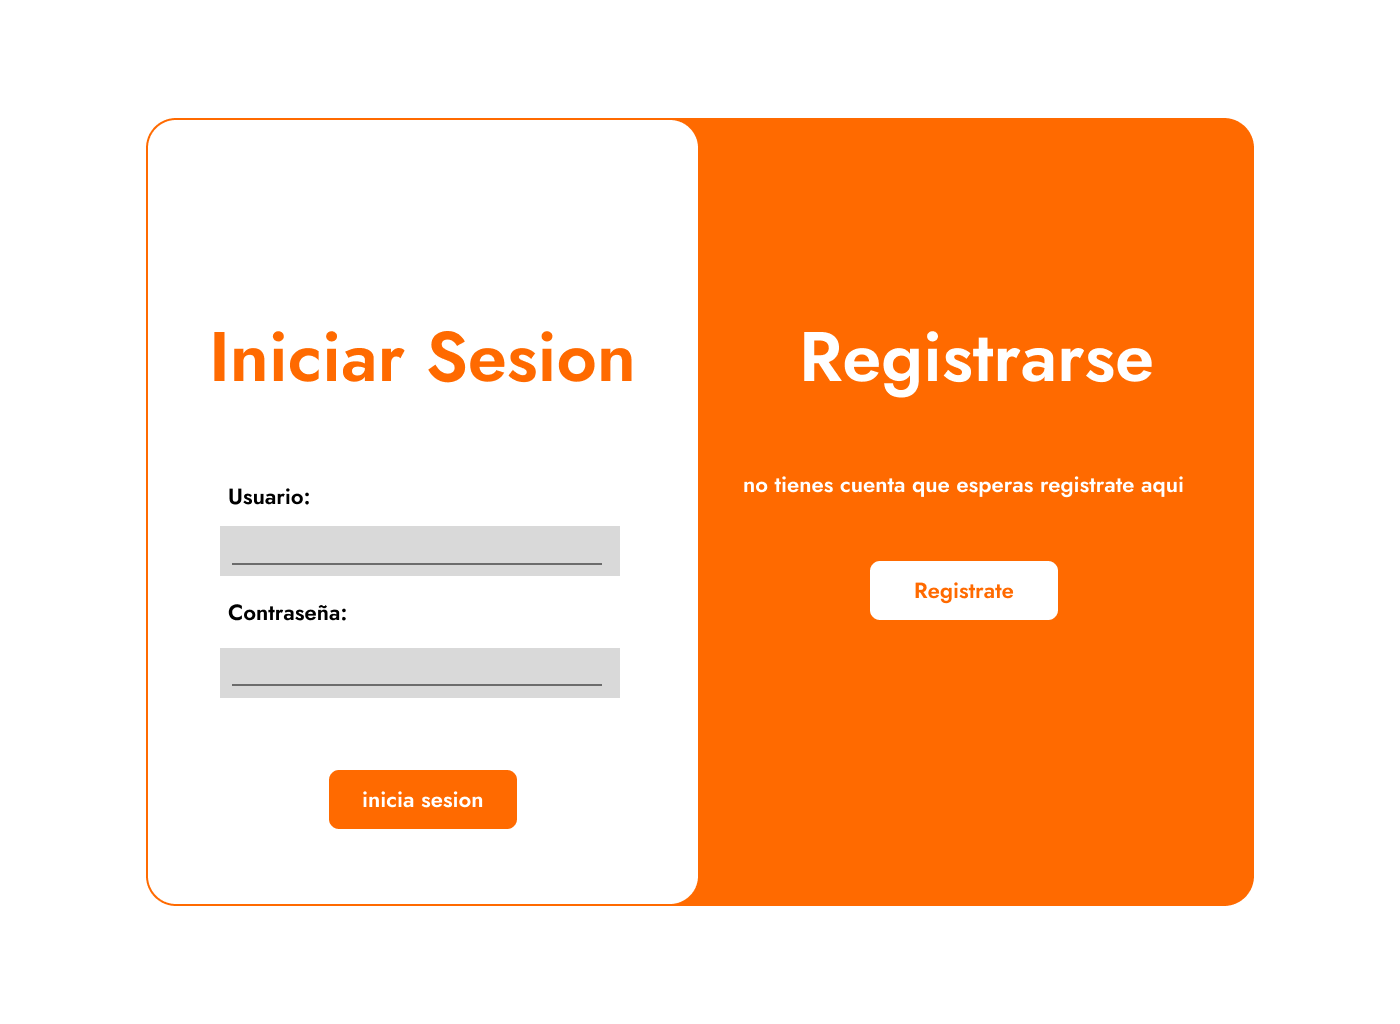 Iniciar Sesion
Usuario:
Contraseña:
inicia sesion
Registrarse
no tienes cuenta que esperas registrate aqui
Registrate